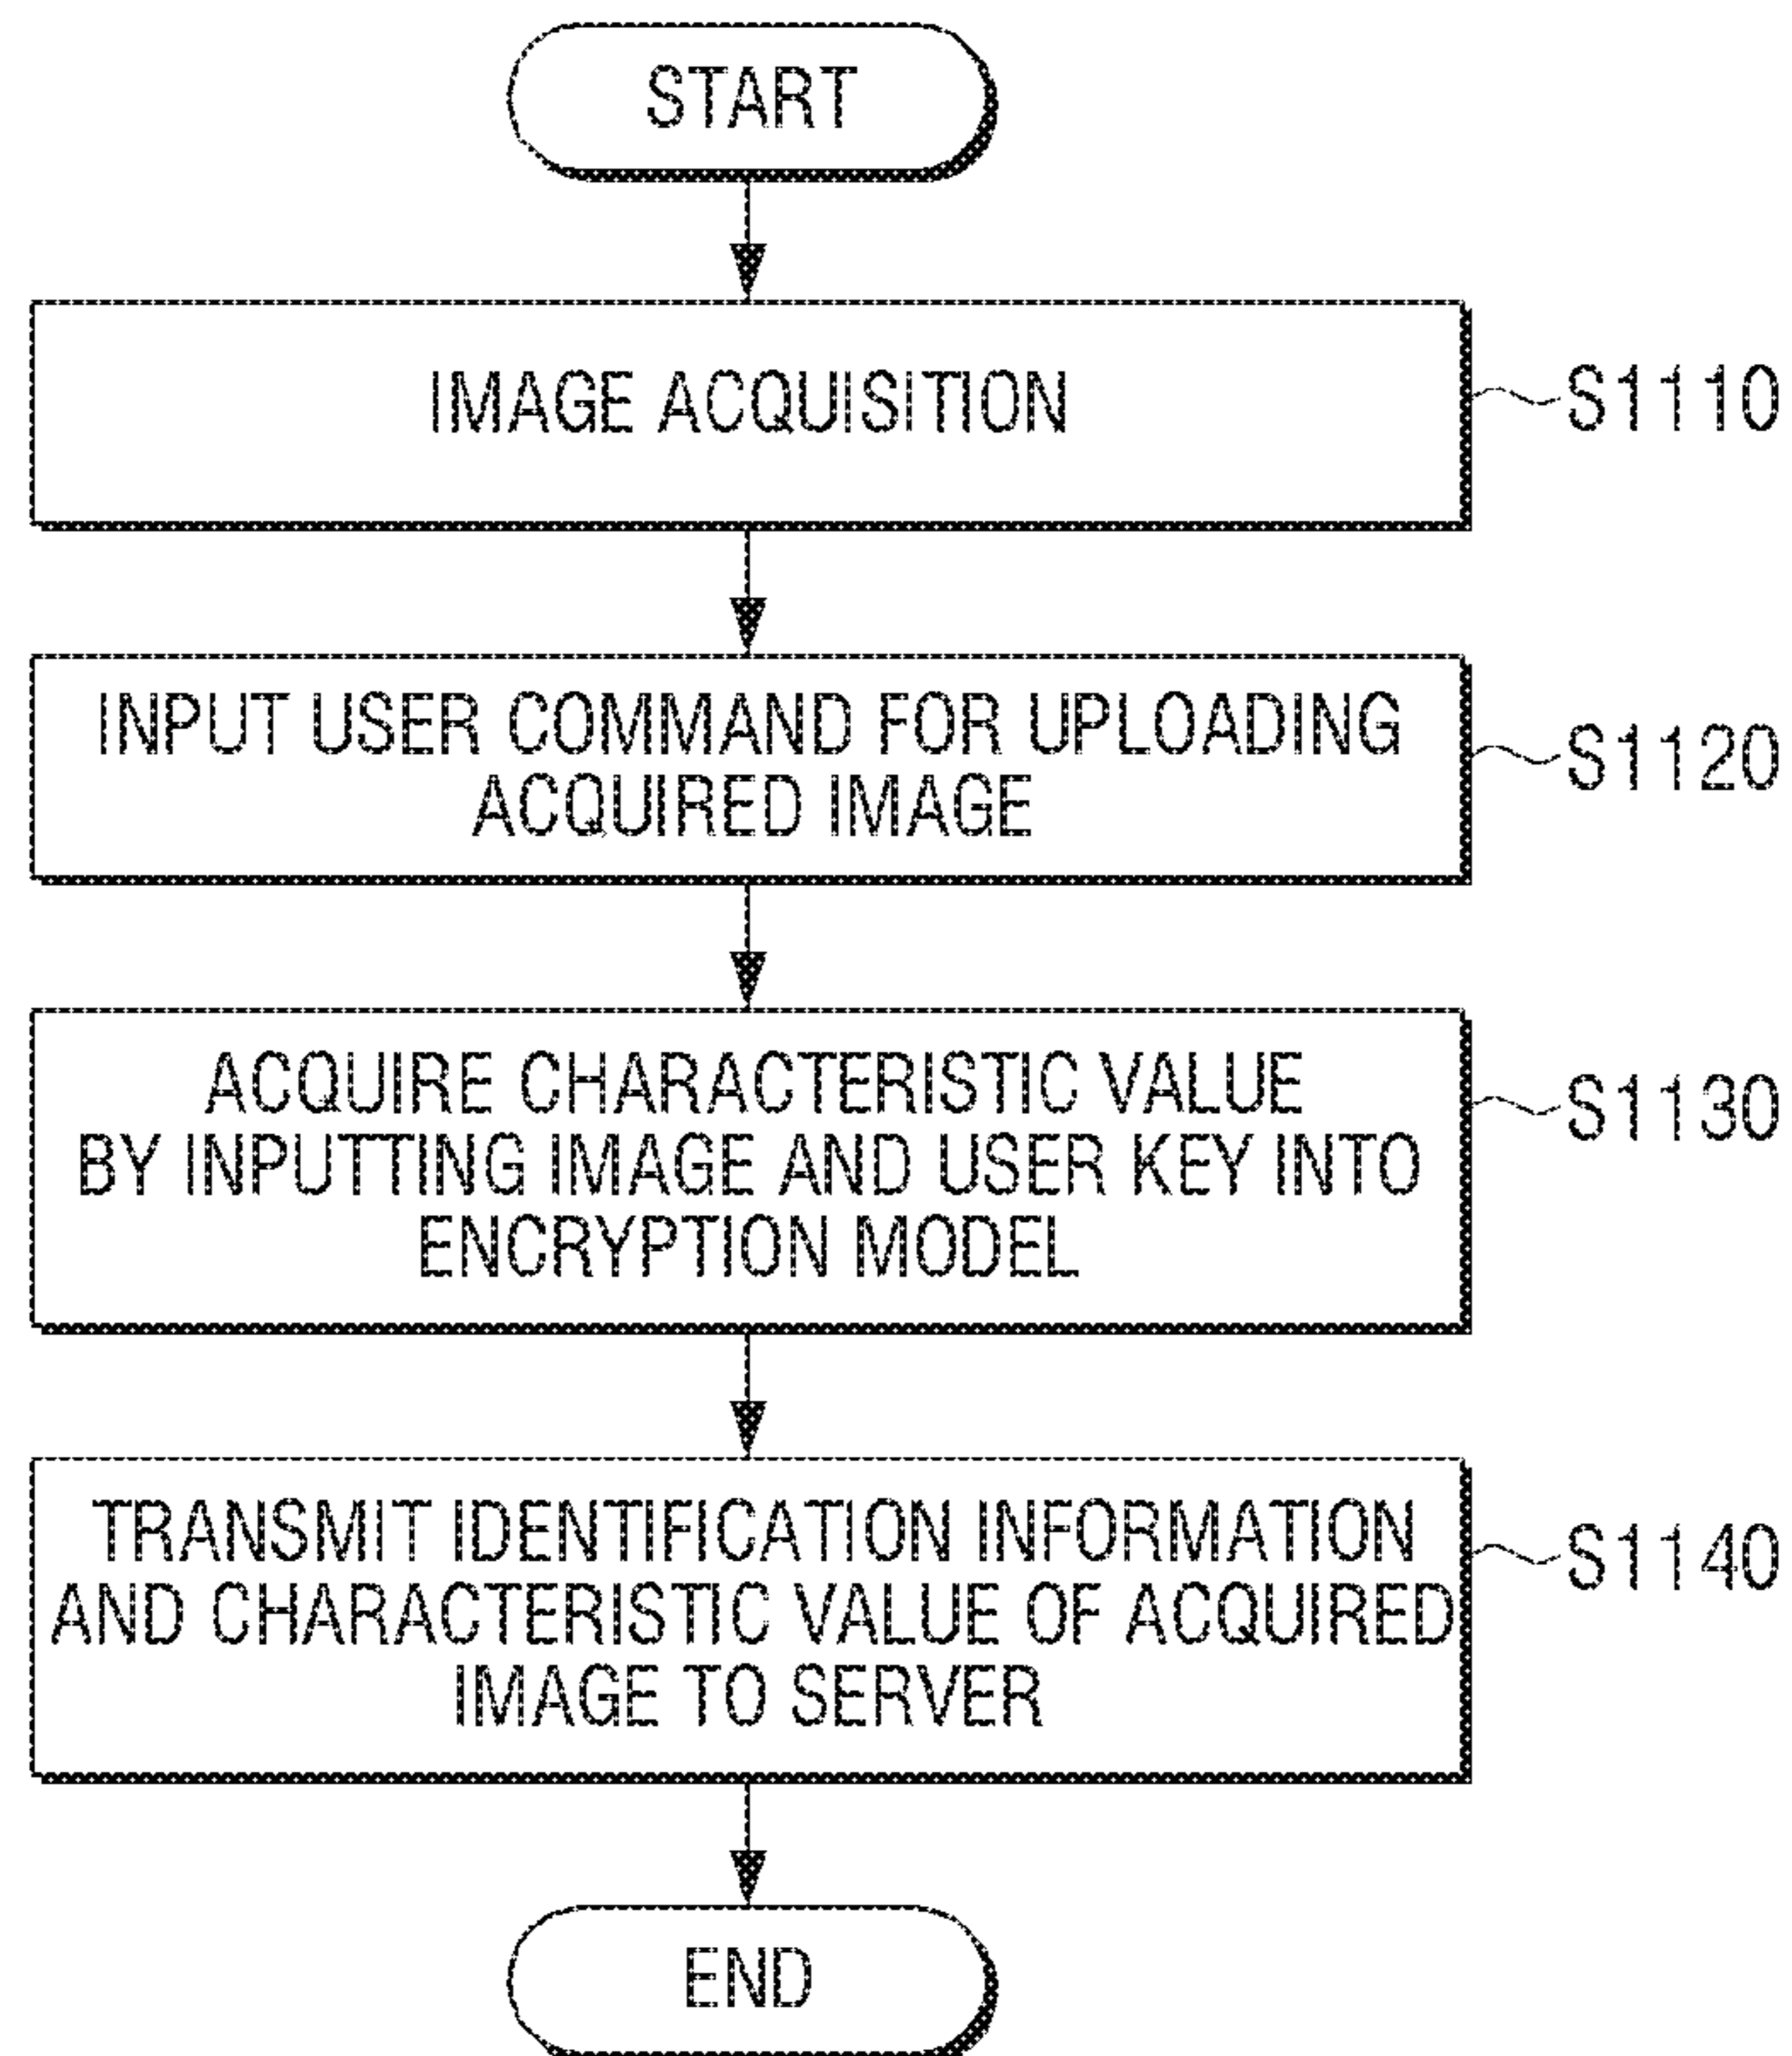 START
IMAGE ACQUISITION
S1110
INPUT USER COMMAND FOR UPLOADING
ACQUIRED IMAGE
S1120
ACQUIRE CHARACTERISTIC VALUE
BY INPUTTING IMAGE AND USER KEY INTO
ENCRYPTION MODEL
S1130
TRANSMIT IDENTIFICATION INFORMATION
AND CHARACTERISTIC VALUE OF ACQUIRED
IMAGE TO SERVER
S1140
END